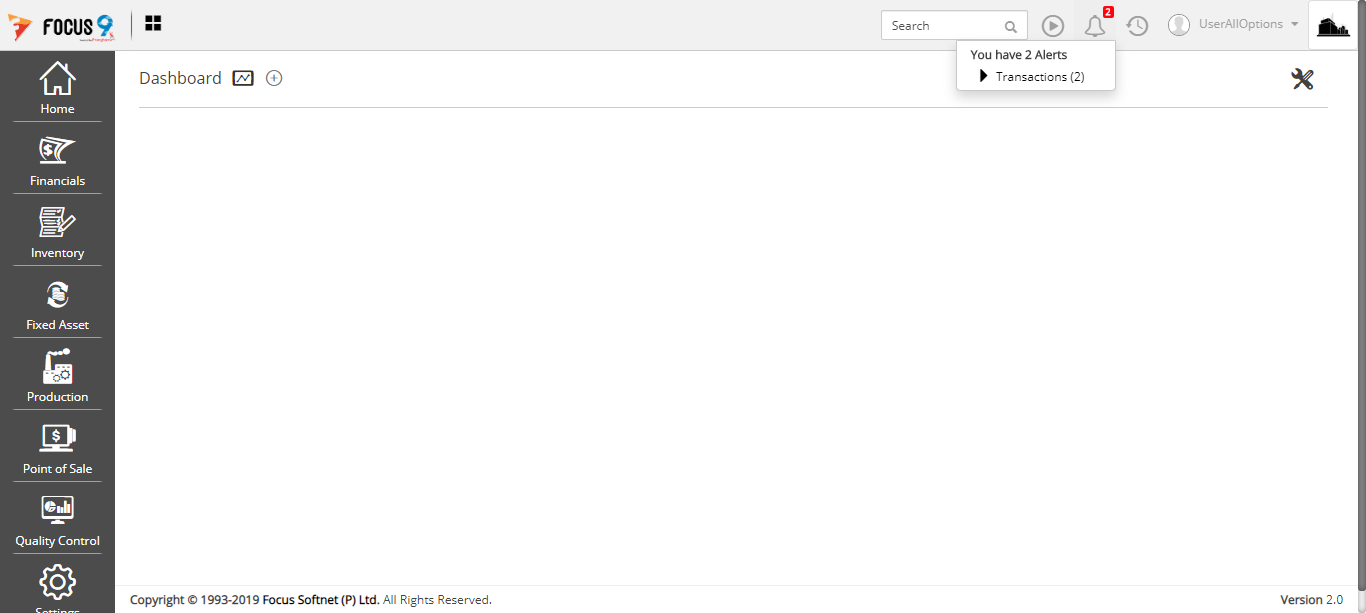 FOCUS 9
Search
2
UserAllOptions
You have 2 Alerts
Transactions (2)
Dashboard
Home
Financials
Inventory
Fixed Asset
Production
Point of Sale
Quality Control
Settings
Copyright © 1993-2019 Focus Softnet (P) Ltd. All Rights Reserved.
Version 2.0